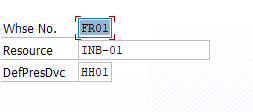 Whse No. FR01
Resource INB-01
DefPresDvc HH01